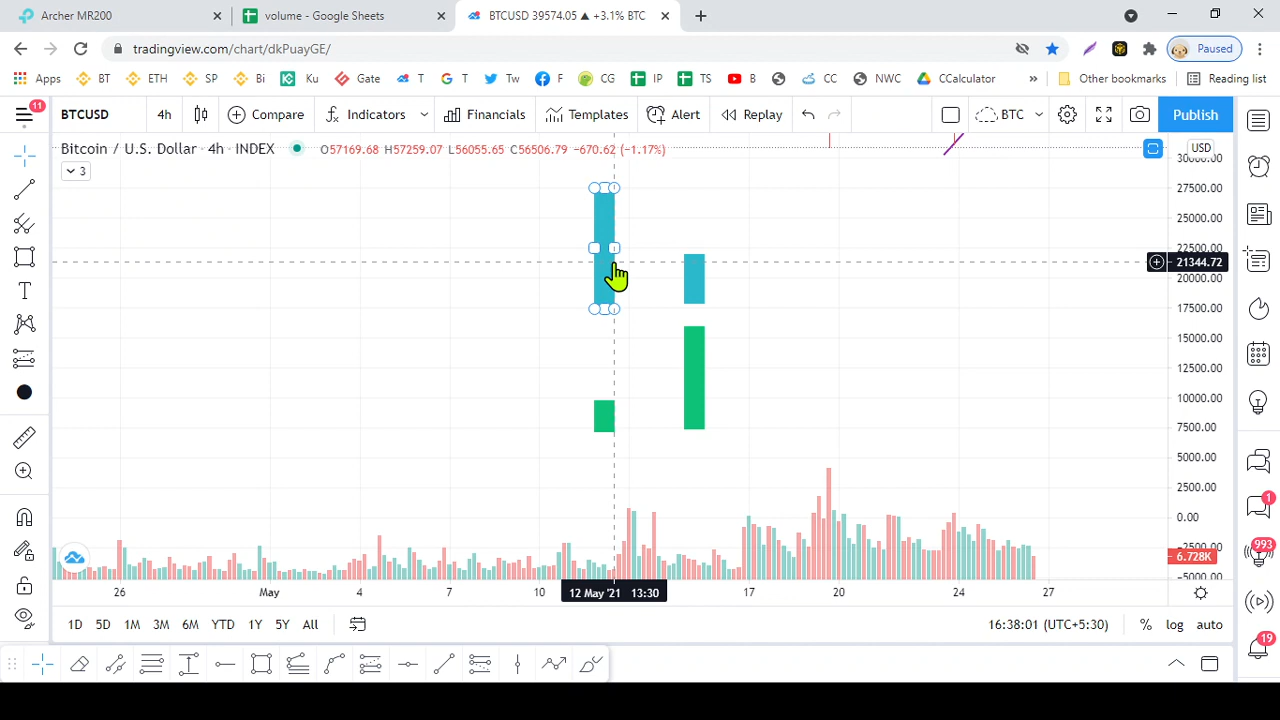 Archer MR200
volume - Google Sheets
BTCUSD 39574.05 ▲ +3.1% BTC
tradingview.com/chart/dkPuayGE/
Paused
Apps BT ETH SP Bi Ku Gate T T Tw F CG IP TS B CC NWC CCalculator » Other bookmarks Reading list
11
BTCUSD 4h Compare Indicators Financials Templates Alert Replay BTC Publish
Bitcoin / U.S. Dollar · 4h · INDEX O57169.68 H57259.07 L56055.65 C56506.79 -670.62 (-1.17%)
USD
3
27500.00
25000.00
22500.00
21344.72
20000.00
17500.00
15000.00
12500.00
10000.00
7500.00
5000.00
2500.00
0.00
6.728K
-5000.00
26 May 4 7 10 12 May '21 13:30 17 20 24 27
1D 5D 1M 3M 6M YTD 1Y 5Y All 16:38:01 (UTC+5:30) % log auto
1
993
19